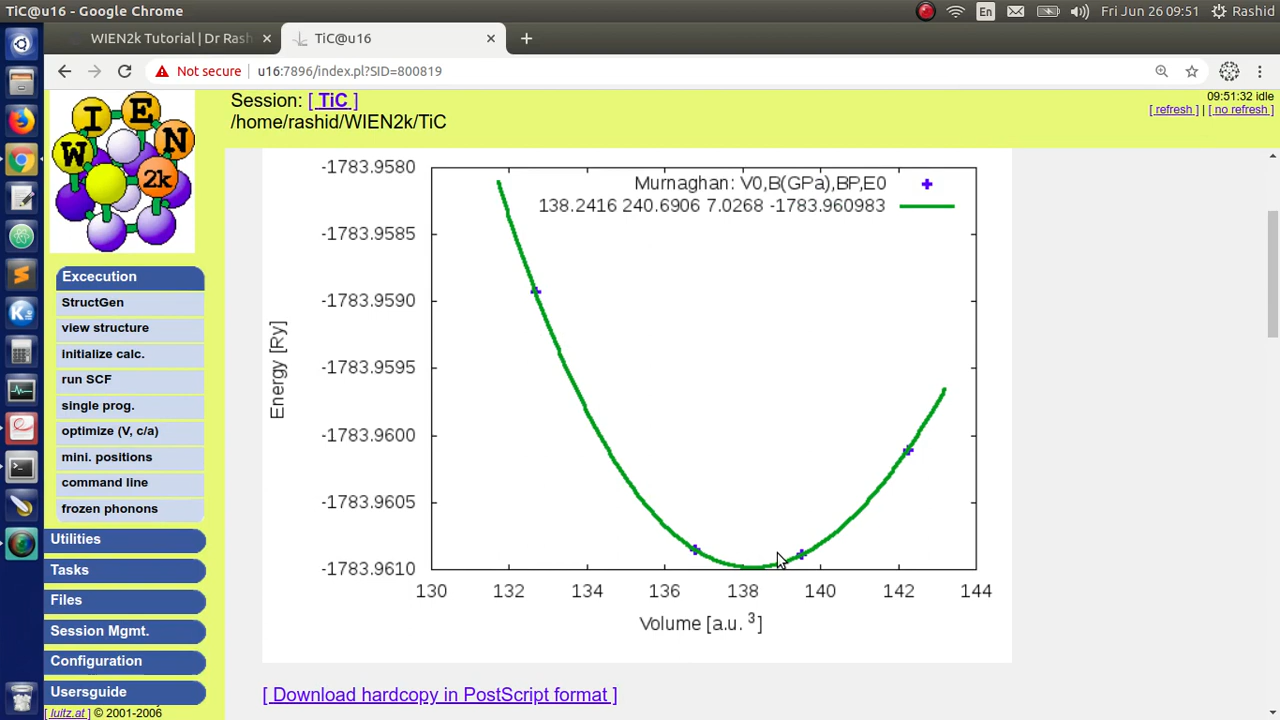 TiC@u16 - Google Chrome
En
Fri Jun 26 09:51
Rashid
WIEN2k Tutorial | Dr Rash
TiC@u16
Not secure
u16:7896/index.pl?SID=800819
W I E N 2k
Session: [ TiC ]
/home/rashid/WIEN2k/TiC
09:51:32 idle
[ refresh ] | [ no refresh ]
Excecution
StructGen
view structure
initialize calc.
run SCF
single prog.
optimize (V, c/a)
mini. positions
command line
frozen phonons
Utilities
Tasks
Files
Session Mgmt.
Configuration
Usersguide
[ luitz.at ] © 2001-2006
Murnaghan: V0,B(GPa),BP,E0
138.2416 240.6906 7.0268 -1783.960983
-1783.9580
-1783.9585
-1783.9590
-1783.9595
-1783.9600
-1783.9605
-1783.9610
Energy [Ry]
130 132 134 136 138 140 142 144
Volume [a.u. 3]
[ Download hardcopy in PostScript format ]